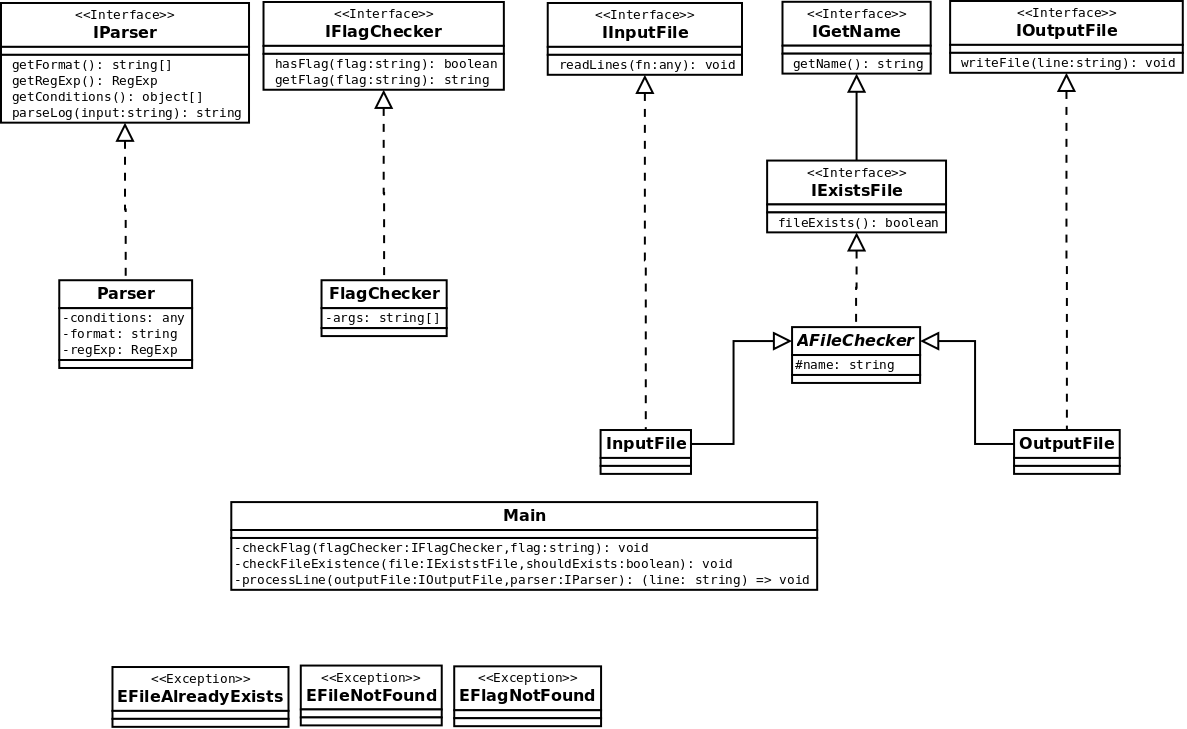 <<Interface>>
IParser
getFormat(): string[]
getRegExp(): RegExp
getConditions(): object[]
parseLog(input:string): string
<<Interface>>
IFlagChecker
hasFlag(flag:string): boolean
getFlag(flag:string): string
<<Interface>>
IInputFile
readLines(fn:any): void
<<Interface>>
IGetName
getName(): string
<<Interface>>
IOutputFile
writeFile(line:string): void
<<Interface>>
IExistsFile
fileExists(): boolean
Parser
-conditions: any
-format: string
-regExp: RegExp
FlagChecker
-args: string[]
AFileChecker
#name: string
InputFile
OutputFile
Main
-checkFlag(flagChecker:IFlagChecker,flag:string): void
-checkFileExistence(file:IExiststFile,shouldExists:boolean): void
-processLine(outputFile:IOutputFile,parser:IParser): (line: string) => void
<<Exception>>
EFileAlreadyExists
<<Exception>>
EFileNotFound
<<Exception>>
EFlagNotFound